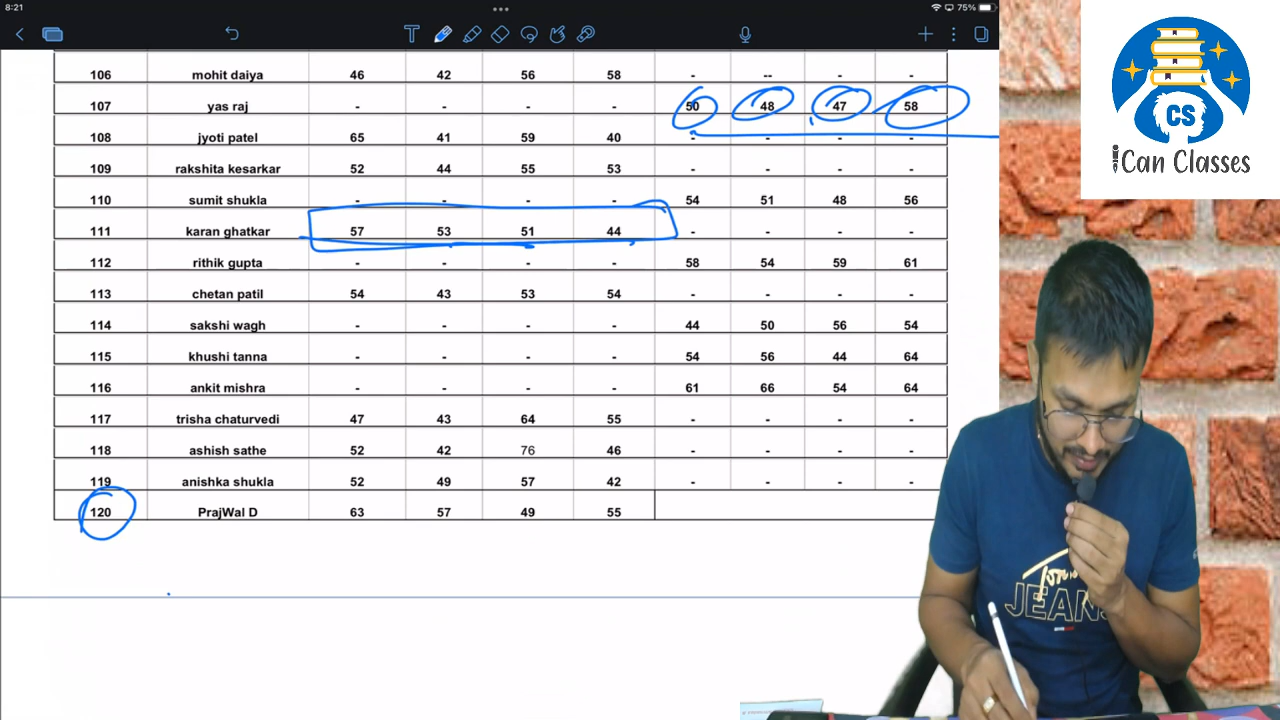 8:21 75%
T
106 mohit daiya 46 42 56 58 - -- - -
107 yas raj - - - - 50 48 47 58
108 jyoti patel 65 41 59 40 - - - -
109 rakshita kesarkar 52 44 55 53 - - - -
110 sumit shukla - - - - 54 51 48 56
111 karan ghatkar 57 53 51 44 - - - -
112 rithik gupta - - - - 58 54 59 61
113 chetan patil 54 43 53 54 - - - -
114 sakshi wagh - - - - 44 50 56 54
115 khushi tanna - - - - 54 56 44 64
116 ankit mishra - - - - 61 66 54 64
117 trisha chaturvedi 47 43 64 55 - - - -
118 ashish sathe 52 42 76 46 - - - -
119 anishka shukla 52 49 57 42 - - - -
120 PrajWal D 63 57 49 55
CS
iCan Classes
JEANS